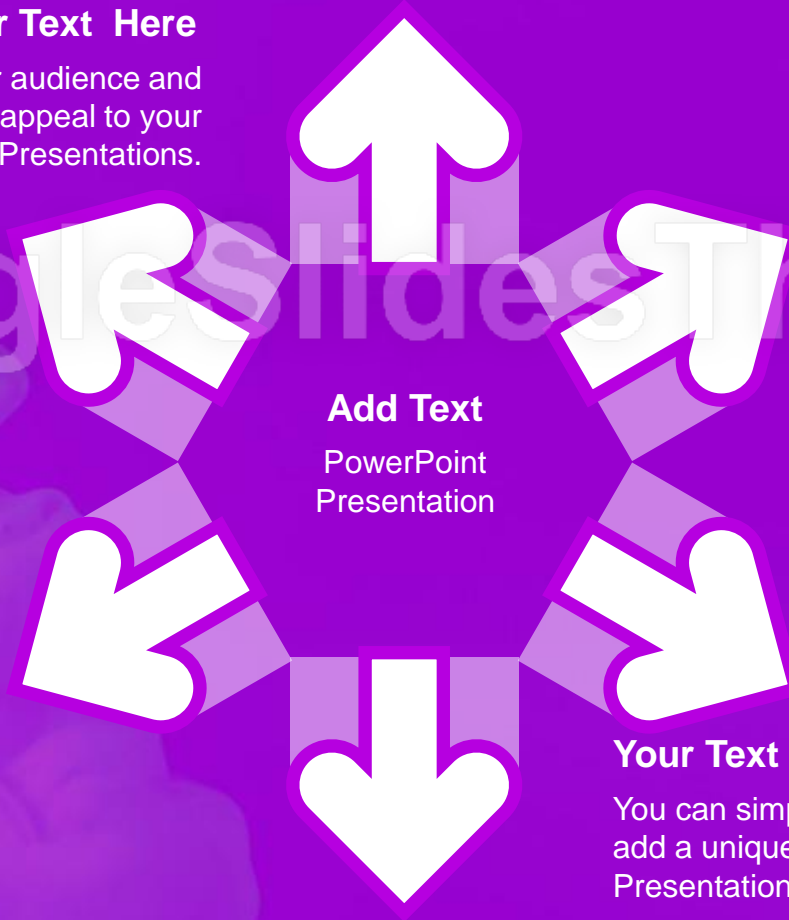 r Text Here
r audience and
appeal to your
Presentations.
gleSlidesTh
Add Text
PowerPoint
Presentation
Your Text
You can simp
add a unique
Presentation